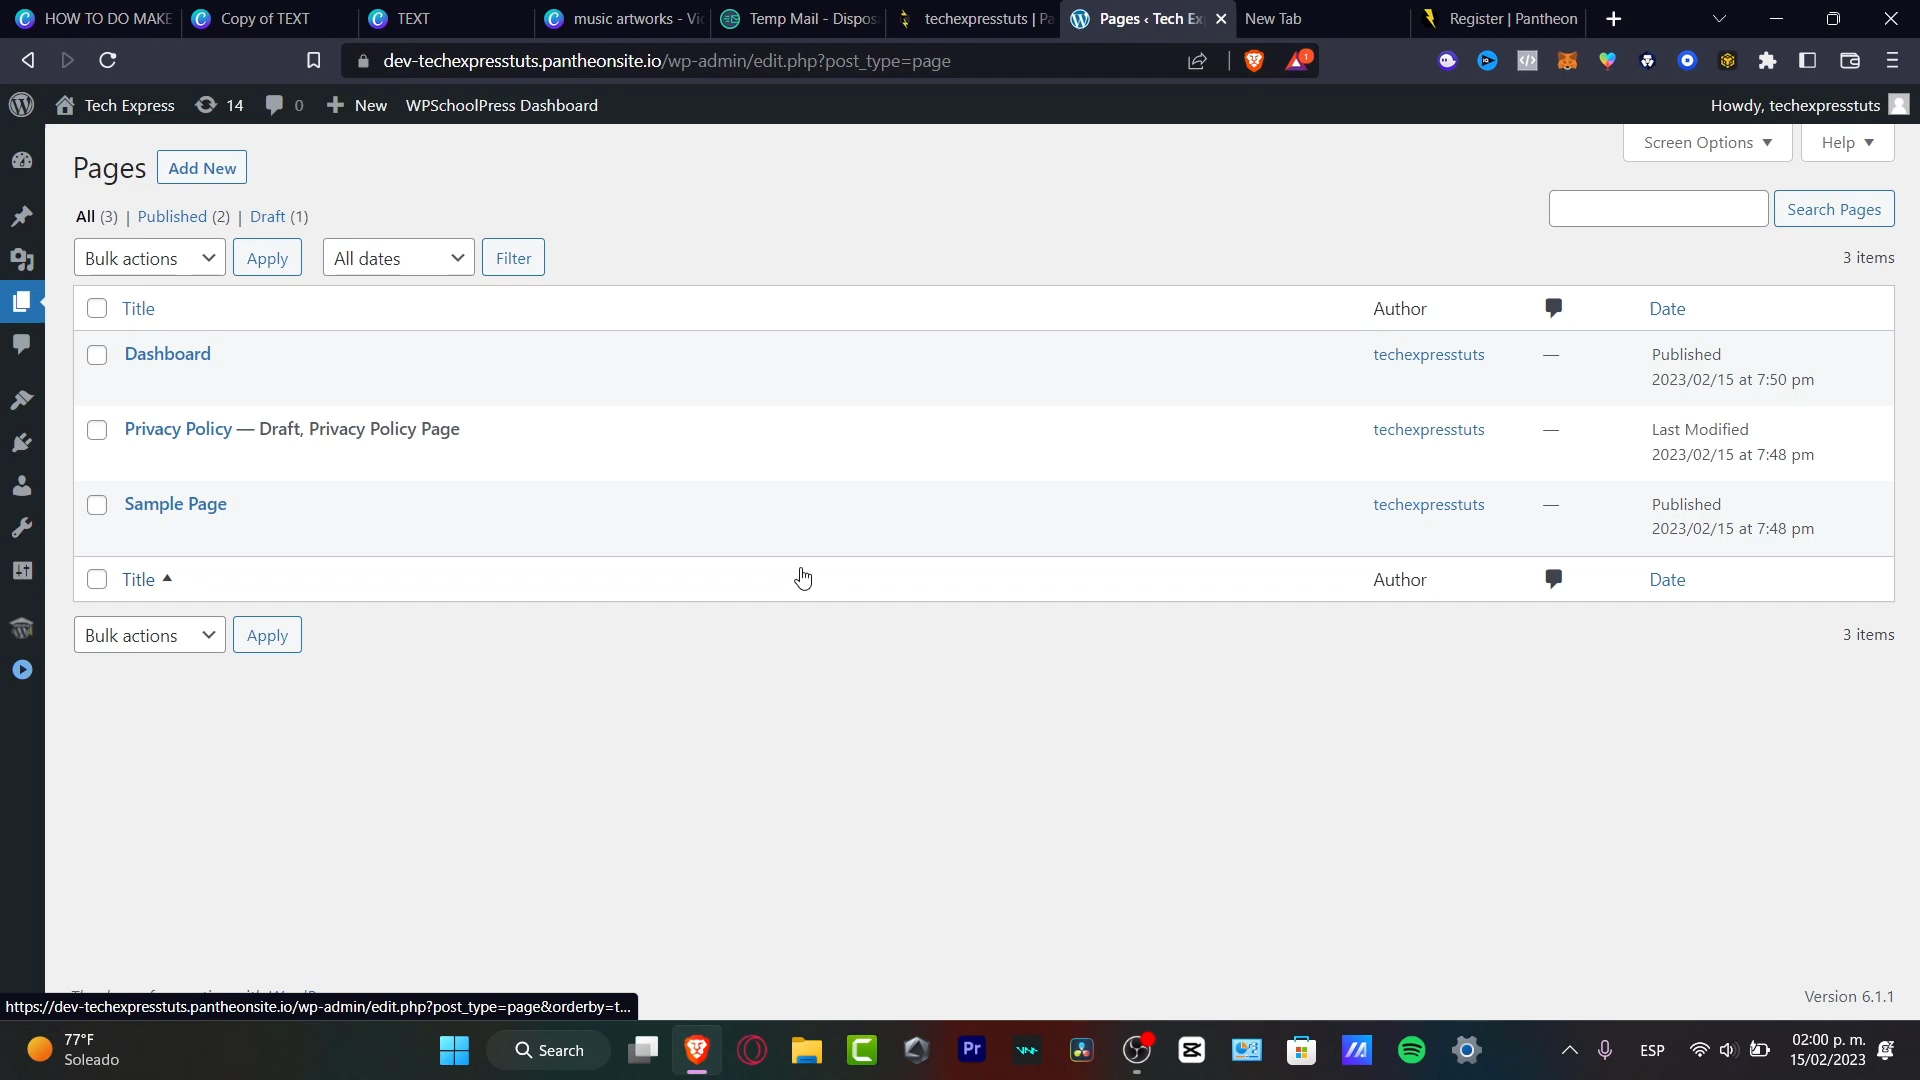 HOW TO DO MAKE
Copy of TEXT
TEXT
music artworks - Vi
Temp Mail - Dispos
techexpresstuts | Pa
Pages ‹ Tech Ex
New Tab
Register | Pantheon
dev-techexpresstuts.pantheonsite.io/wp-admin/edit.php?post_type=page
1
Tech Express
14
0
New
WPSchoolPress Dashboard
Howdy, techexpresstuts
Screen Options
Help
Pages
Add New
All (3) | Published (2) | Draft (1)
Search Pages
Bulk actions
Apply
All dates
Filter
3 items
Title
Author
Date
Dashboard
techexpresstuts
—
Published
2023/02/15 at 7:50 pm
Privacy Policy — Draft, Privacy Policy Page
techexpresstuts
—
Last Modified
2023/02/15 at 7:48 pm
Sample Page
techexpresstuts
—
Published
2023/02/15 at 7:48 pm
Title
Author
Date
Bulk actions
Apply
3 items
Version 6.1.1
https://dev-techexpresstuts.pantheonsite.io/wp-admin/edit.php?post_type=page&orderby=t...
77°F
Soleado
Search
Pr
ESP
02:00 p. m.
15/02/2023